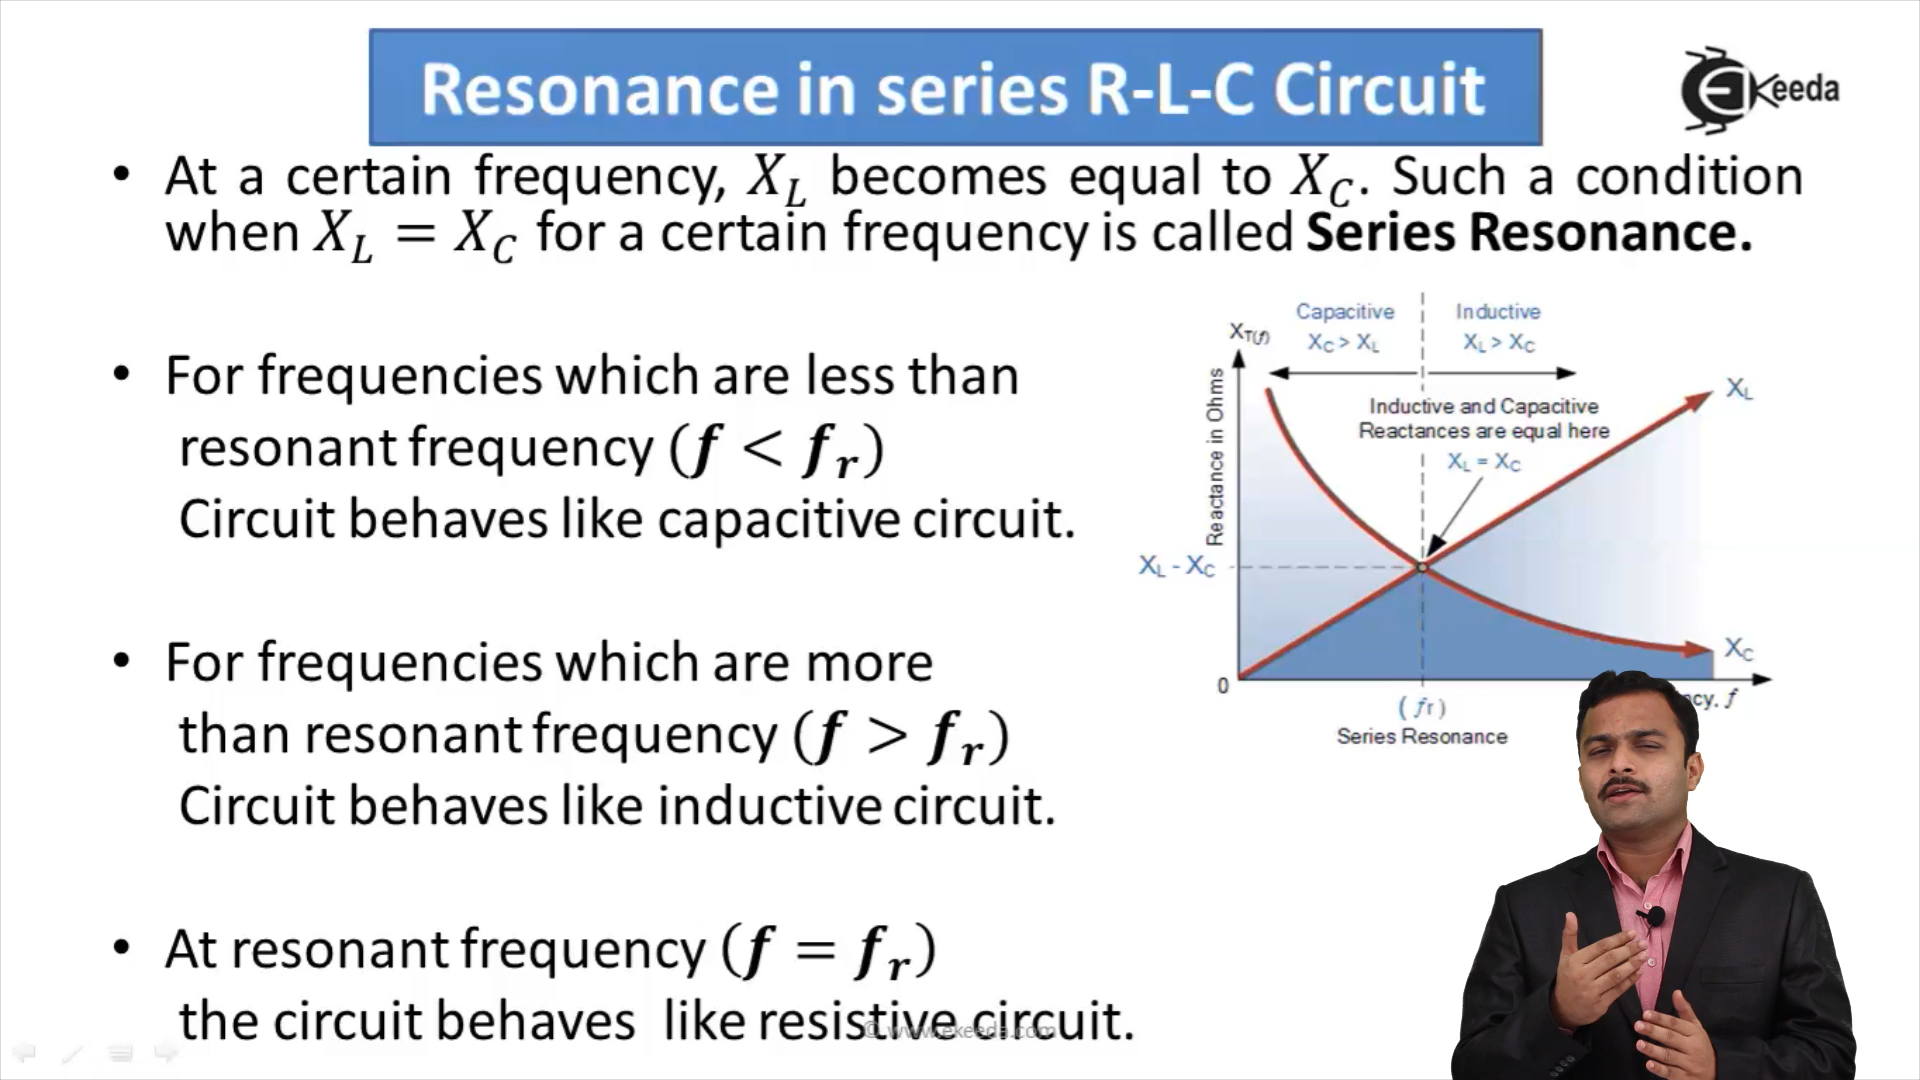 Resonance in series R-L-C Circuit
EKeeda
• At a certain frequency, X_L becomes equal to X_C. Such a condition
when X_L = X_C for a certain frequency is called Series Resonance.
• For frequencies which are less than
resonant frequency (f < f_r)
Circuit behaves like capacitive circuit.
• For frequencies which are more
than resonant frequency (f > f_r)
Circuit behaves like inductive circuit.
• At resonant frequency (f = f_r)
the circuit behaves like resistive circuit.
© www.ekeeda.com
Capacitive
X_C > X_L
Inductive
X_L > X_C
X_T(f)
Reactance in Ohms
Inductive and Capacitive
Reactances are equal here
X_L = X_C
X_L
X_L - X_C
X_C
0
(fr)
Series Resonance
f